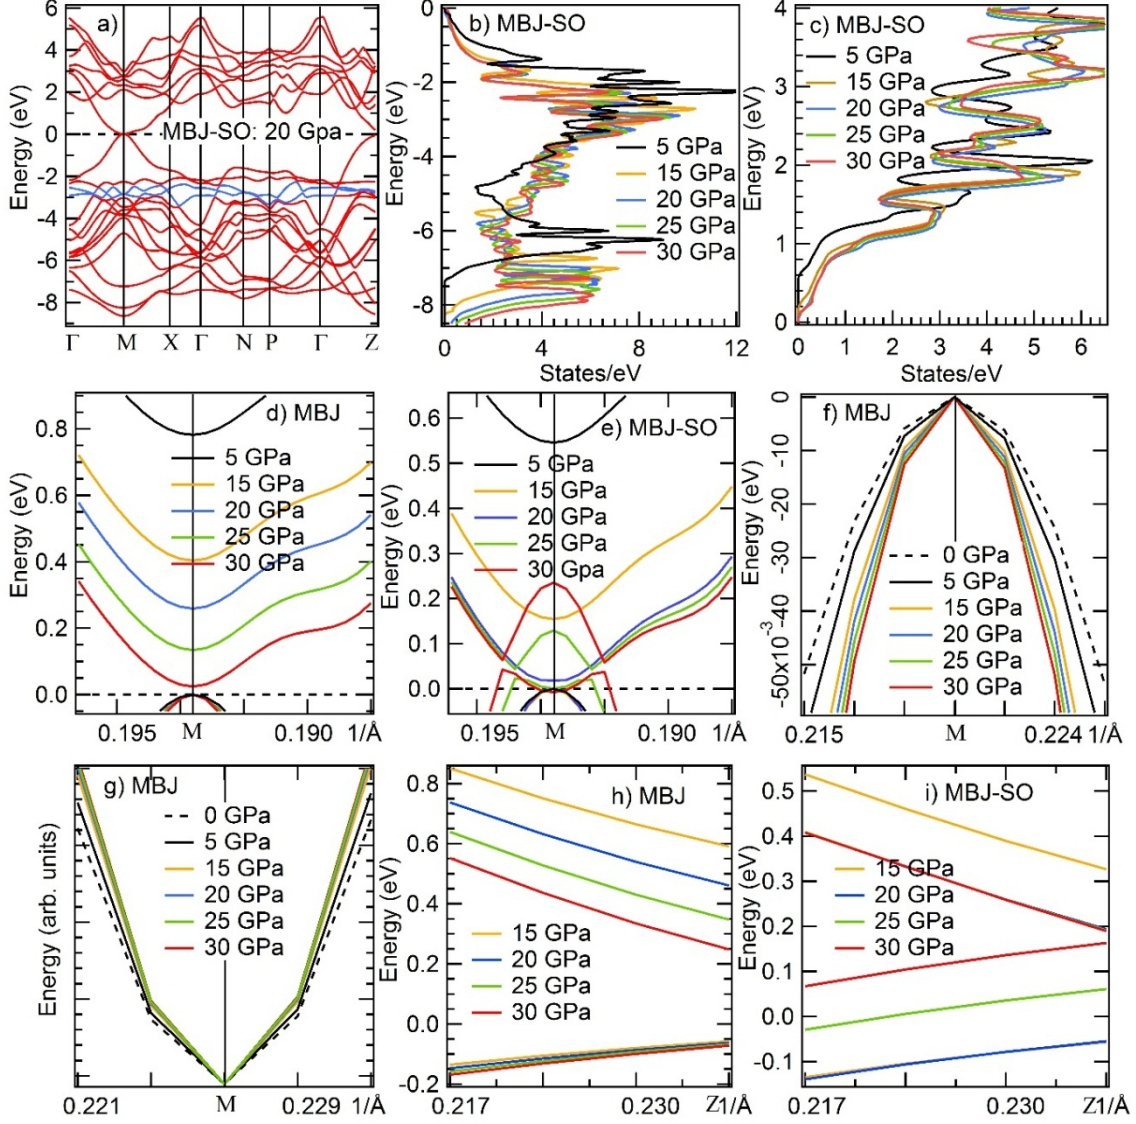 a)
MBJ-SO: 20 Gpa
Energy (eV)
6
4
2
0
-2
-4
-6
-8
Γ M X Γ N P Γ Z
b) MBJ-SO
Energy (eV)
0
-2
-4
-6
-8
5 GPa
15 GPa
20 GPa
25 GPa
30 GPa
0 4 8 12
States/eV
c) MBJ-SO
Energy (eV)
4
3
2
1
0
5 GPa
15 GPa
20 GPa
25 GPa
30 GPa
0 1 2 3 4 5 6
States/eV
d) MBJ
Energy (eV)
0.8
0.6
0.4
0.2
0.0
5 GPa
15 GPa
20 GPa
25 GPa
30 GPa
0.195 M 0.190 1/Å
e) MBJ-SO
Energy (eV)
0.6
0.5
0.4
0.3
0.2
0.1
0.0
5 GPa
15 GPa
20 GPa
25 GPa
30 Gpa
0.195 M 0.190 1/Å
f) MBJ
Energy (eV)
0
-10
-20
-30
-40
-50x10⁻³
0 GPa
5 GPa
15 GPa
20 GPa
25 GPa
30 GPa
0.215 M 0.224 1/Å
g) MBJ
Energy (arb. units)
0 GPa
5 GPa
15 GPa
20 GPa
25 GPa
30 GPa
0.221 M 0.229 1/Å
h) MBJ
Energy (eV)
0.8
0.6
0.4
0.2
0.0
-0.2
15 GPa
20 GPa
25 GPa
30 GPa
0.217 0.230 Z1/Å
i) MBJ-SO
Energy (eV)
0.5
0.4
0.3
0.2
0.1
0.0
-0.1
15 GPa
20 GPa
25 GPa
30 GPa
0.217 0.230 Z1/Å